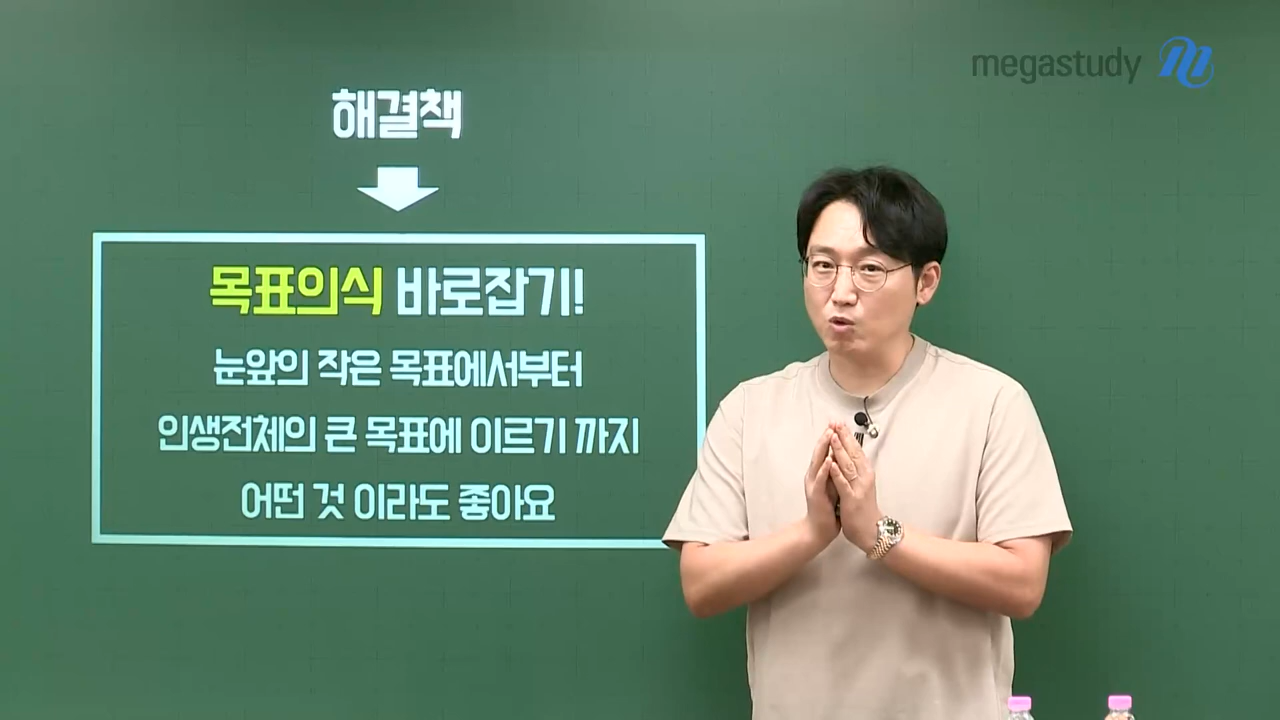 megastudy
해결책
목표의식 바로잡기!
눈앞의 작은 목표에서부터
인생전체의 큰 목표에 이르기 까지
어떤 것 이라도 좋아요